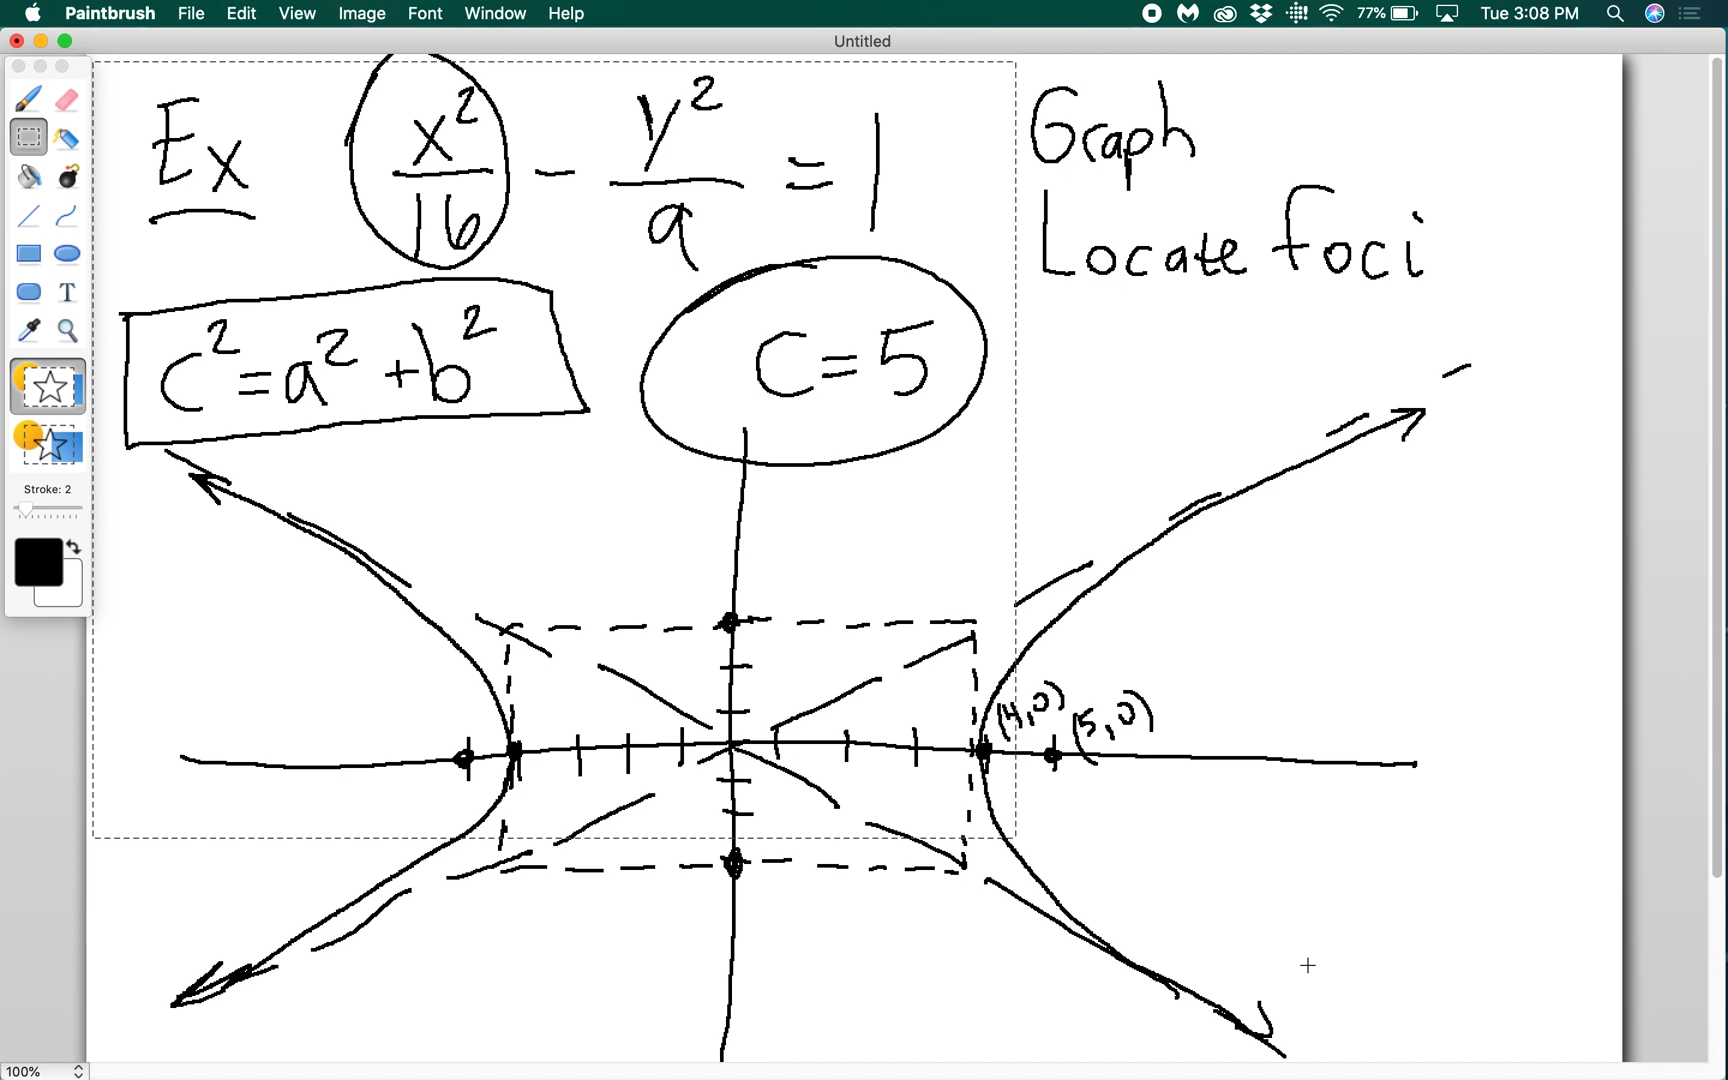 Paintbrush File Edit View Image Font Window Help 77% Tue 3:08 PM
Untitled
Ex x²/16 - y²/9 = 1 Graph
Locate foci
c² = a² + b² C = 5
T
Stroke: 2
(4,0) (5,0)
100%